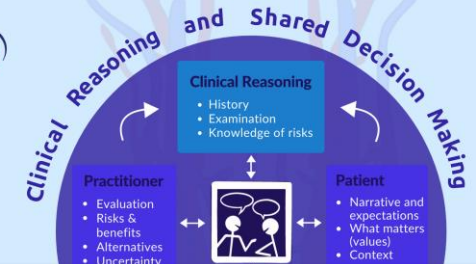 Clinical Reasoning and Shared Decision Making
Clinical Reasoning
• History
• Examination
• Knowledge of risks
Practitioner
• Evaluation
• Risks &
benefits
• Alternatives
• Uncertainty
Patient
• Narrative and
expectations
• What matters
(values)
• Context